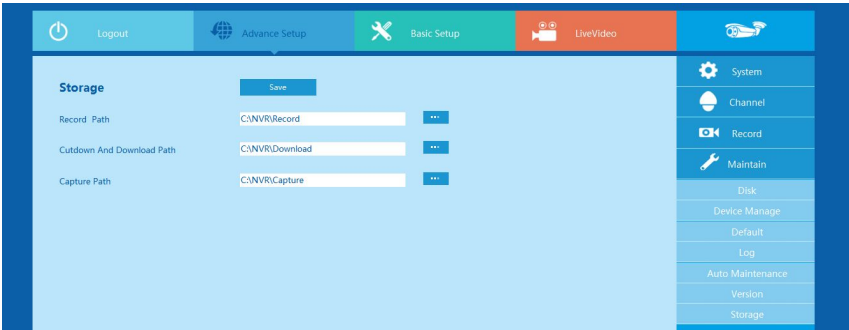 Logout
Advance Setup
Basic Setup
LiveVideo
Storage
Save
Record Path
C:\NVR\Record
...
Cutdown And Download Path
C:\NVR\Download
...
Capture Path
C:\NVR\Capture
...
System
Channel
Record
Maintain
Disk
Device Manage
Default
Log
Auto Maintenance
Version
Storage